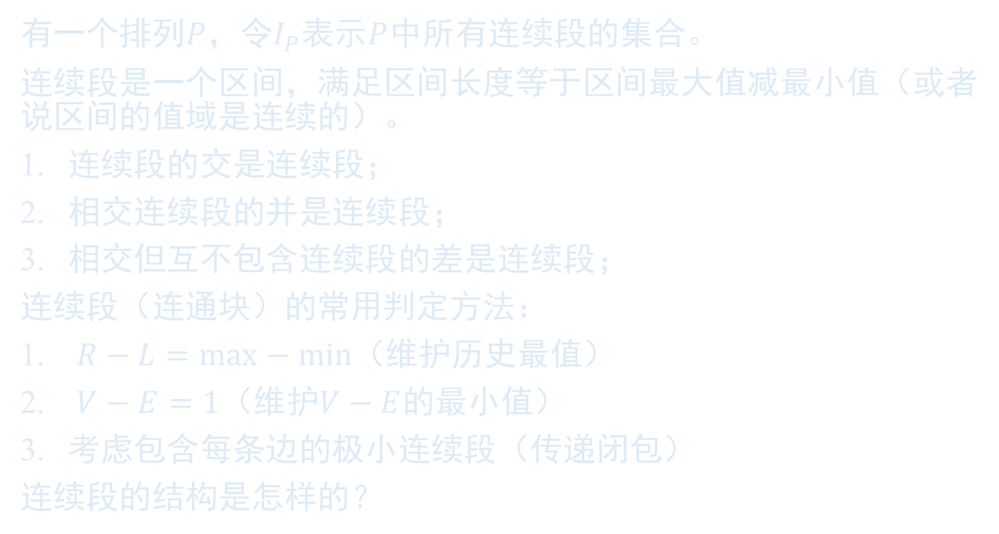 有一个排列P，令I_P表示P中所有连续段的集合。
连续段是一个区间，满足区间长度等于区间最大值减最小值（或者
说区间的值域是连续的）。
1. 连续段的交是连续段；
2. 相交连续段的并是连续段；
3. 相交但互不包含连续段的差是连续段；
连续段（连通块）的常用判定方法：
1. R − L = max − min（维护历史最值）
2. V − E = 1（维护V − E的最小值）
3. 考虑包含每条边的极小连续段（传递闭包）
连续段的结构是怎样的？